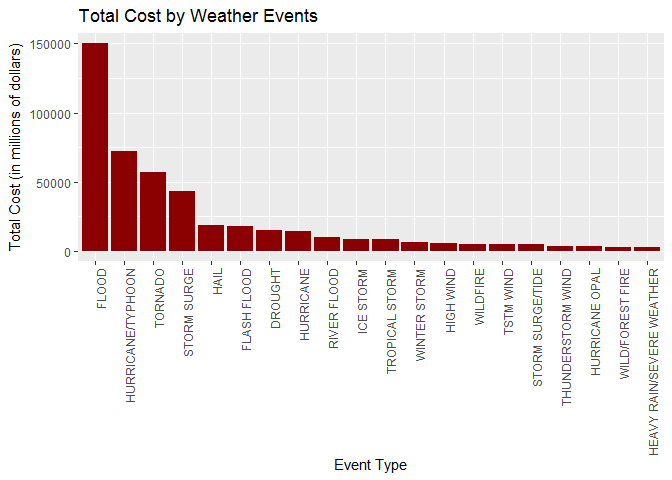 Total Cost by Weather Events
Total Cost (in millions of dollars)
150000
100000
50000
0
FLOOD
HURRICANE/TYPHOON
TORNADO
STORM SURGE
HAIL
FLASH FLOOD
DROUGHT
HURRICANE
RIVER FLOOD
ICE STORM
TROPICAL STORM
WINTER STORM
HIGH WIND
WILDFIRE
TSTM WIND
STORM SURGE/TIDE
THUNDERSTORM WIND
HURRICANE OPAL
WILD/FOREST FIRE
HEAVY RAIN/SEVERE WEATHER
Event Type